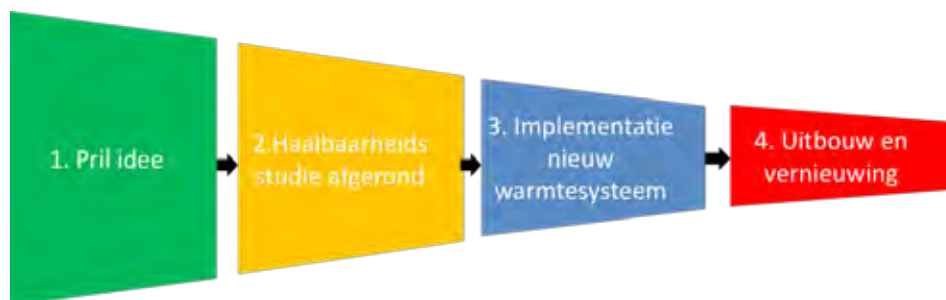 1. Pril idee
2.Haalbaarheids
studie afgerond
3. Implementatie
nieuw
warmtesysteem
4. Uitbouw en
vernieuwing